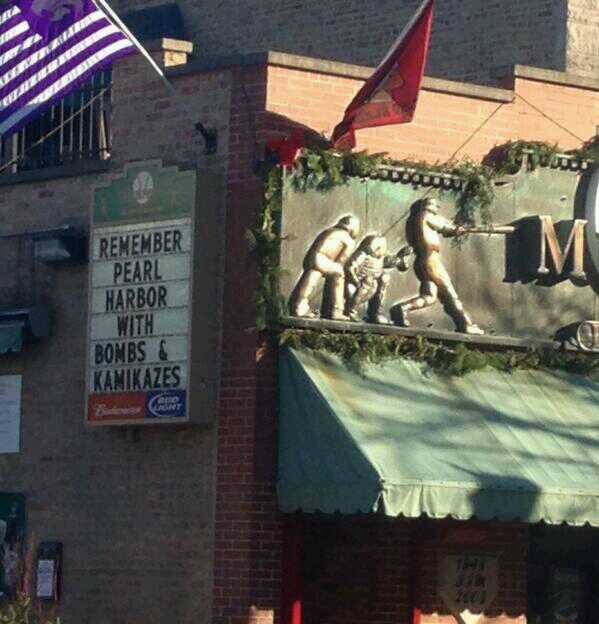 REMEMBER
PEARL
HARBOR
WITH
BOMBS &
KAMIKAZES
Budweiser
BUD
LIGHT
M